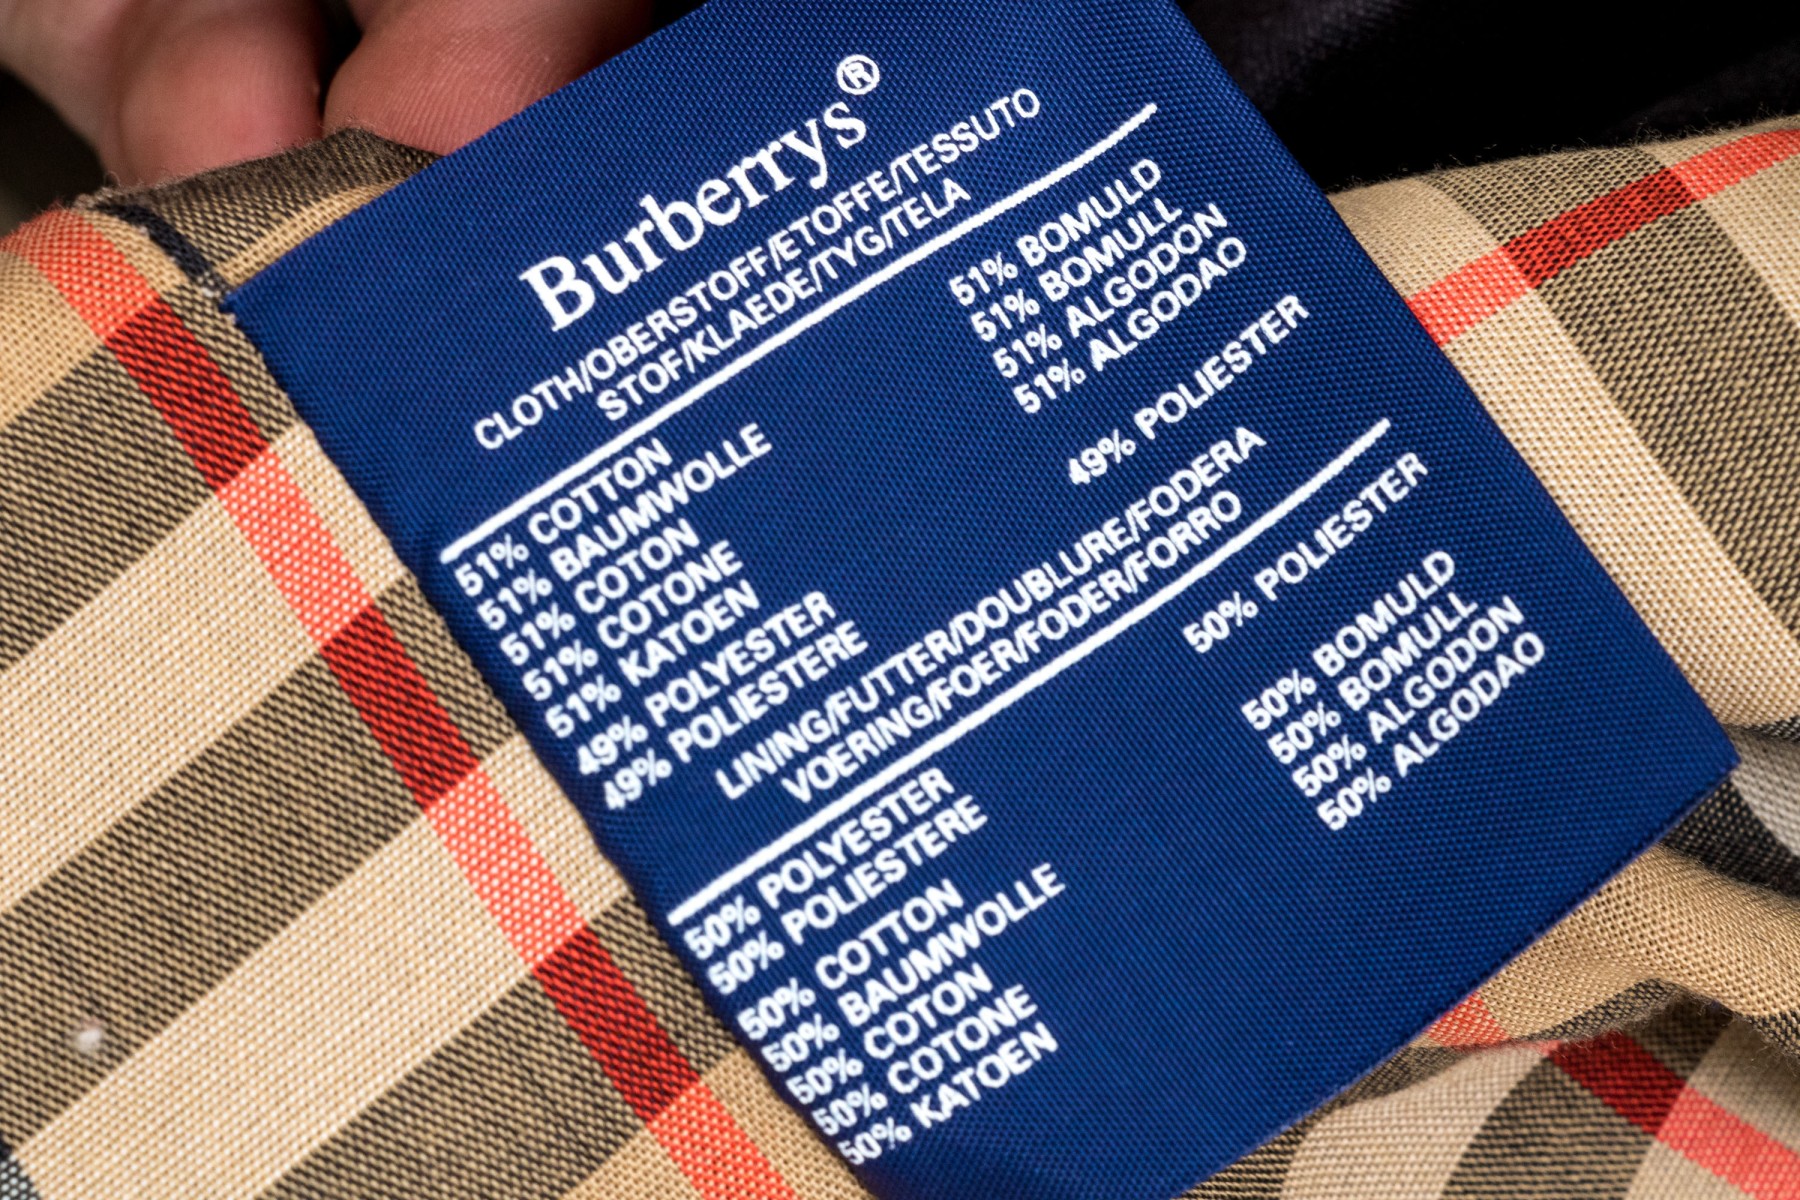 Burberrys®
CLOTH/OBERSTOFF/ETOFFE/TESSUTO
STOF/KLAEDE/TYG/TELA
51% COTTON
51% BAUMWOLLE
51% COTON
51% COTONE
51% KATOEN
49% POLYESTER
49% POLIESTERE
51% BOMULD
51% BOMULL
51% ALGODON
51% ALGODAO
49% POLIESTER
LINING/FUTTER/DOUBLURE/FODERA
VOERING/FOER/FODER/FORRO
50% POLYESTER
50% POLIESTERE
50% COTTON
50% BAUMWOLLE
50% COTON
50% COTONE
50% KATOEN
50% POLIESTER
50% BOMULD
50% BOMULL
50% ALGODON
50% ALGODAO